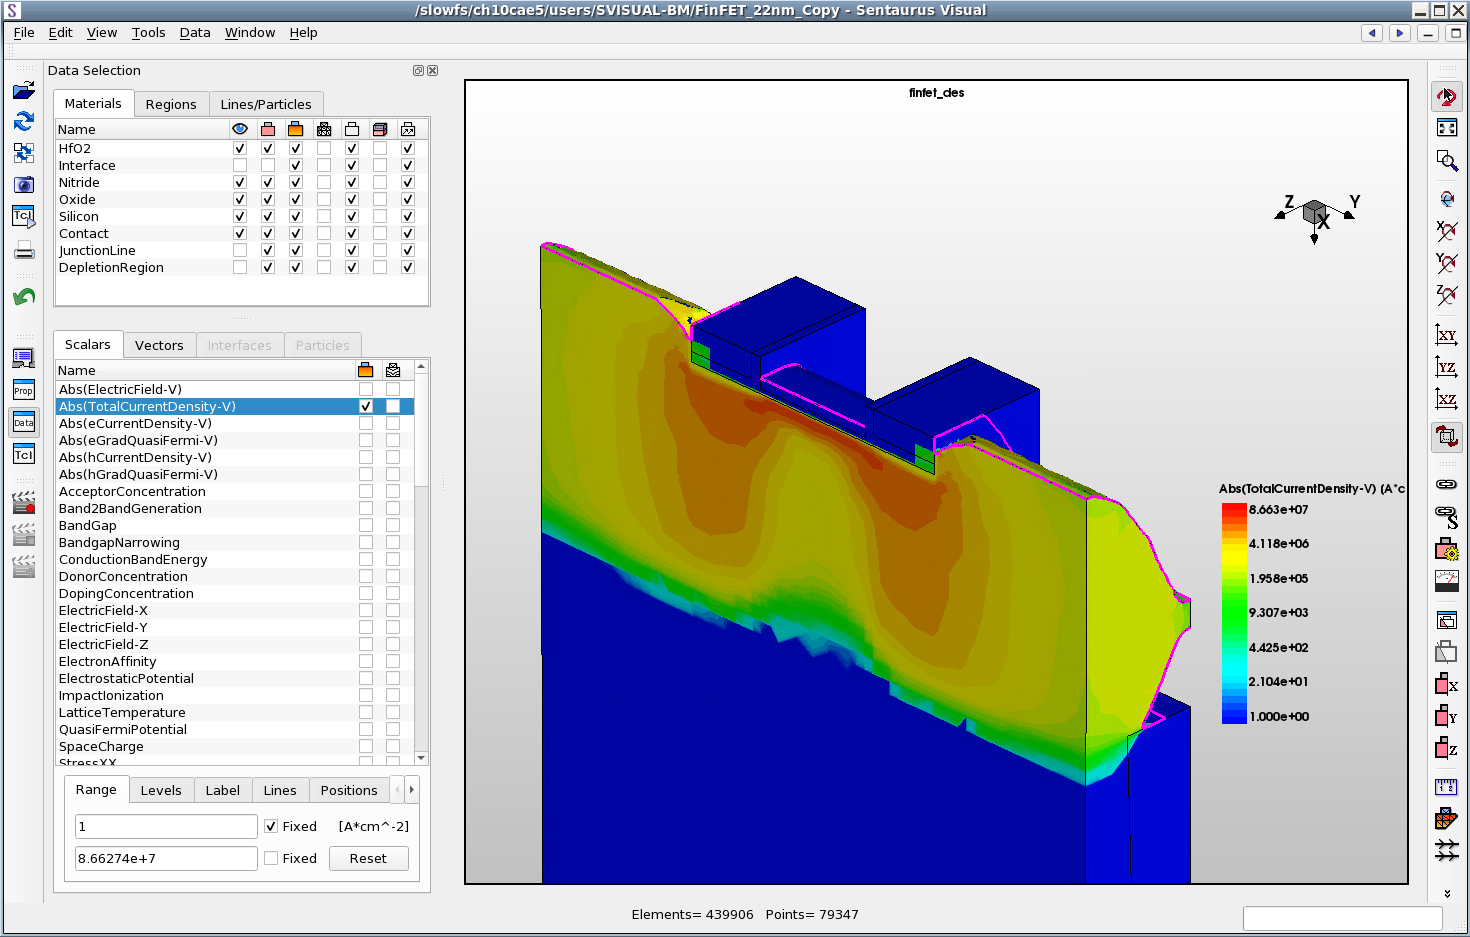 /slowfs/ch10cae5/users/SVISUAL-BM/FinFET_22nm_Copy - Sentaurus Visual
File Edit View Tools Data Window Help
Data Selection
Materials Regions Lines/Particles
Name
HfO2
Interface
Nitride
Oxide
Silicon
Contact
JunctionLine
DepletionRegion
Scalars Vectors Interfaces Particles
Name
Abs(ElectricField-V)
Abs(TotalCurrentDensity-V)
Abs(eCurrentDensity-V)
Abs(eGradQuasiFermi-V)
Abs(hCurrentDensity-V)
Abs(hGradQuasiFermi-V)
AcceptorConcentration
Band2BandGeneration
BandGap
BandgapNarrowing
ConductionBandEnergy
DonorConcentration
DopingConcentration
ElectricField-X
ElectricField-Y
ElectricField-Z
ElectronAffinity
ElectrostaticPotential
ImpactIonization
LatticeTemperature
QuasiFermiPotential
SpaceCharge
StressXX
Range Levels Label Lines Positions
1 Fixed [A*cm^-2]
8.66274e+7 Fixed Reset
Tcl
Prop
Data
Tcl
finfet_cles
Z Y
X
Abs(TotalCurrentDensity-V) (A*c
8.663e+07
4.118e+06
1.958e+05
9.307e+03
4.425e+02
2.104e+01
1.000e+00
X
Y
Z
XY
YZ
XZ
S
X
Y
Z
1 2
Elements= 439906 Points= 79347